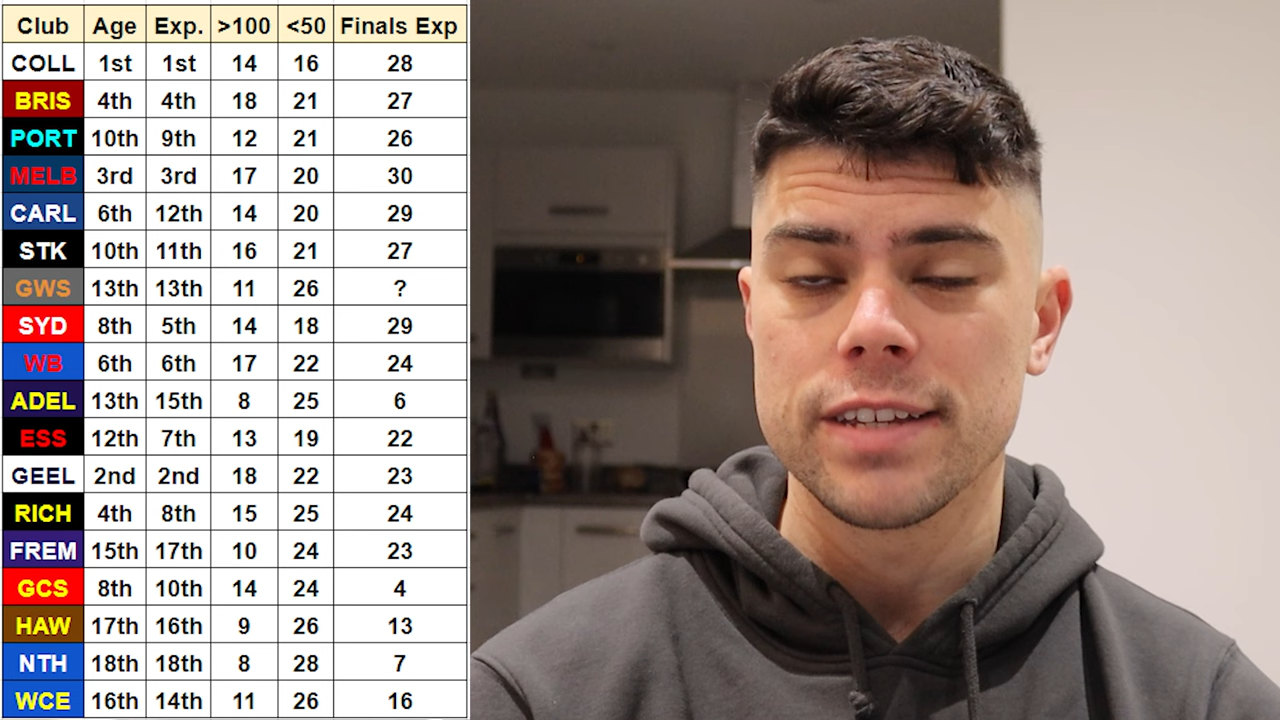 Club Age Exp. >100 <50 Finals Exp
COLL 1st 1st 14 16 28
BRIS 4th 4th 18 21 27
PORT 10th 9th 12 21 26
MELB 3rd 3rd 17 20 30
CARL 6th 12th 14 20 29
STK 10th 11th 16 21 27
GWS 13th 13th 11 26 ?
SYD 8th 5th 14 18 29
WB 6th 6th 17 22 24
ADEL 13th 15th 8 25 6
ESS 12th 7th 13 19 22
GEEL 2nd 2nd 18 22 23
RICH 4th 8th 15 25 24
FREM 15th 17th 10 24 23
GCS 8th 10th 14 24 4
HAW 17th 16th 9 26 13
NTH 18th 18th 8 28 7
WCE 16th 14th 11 26 16